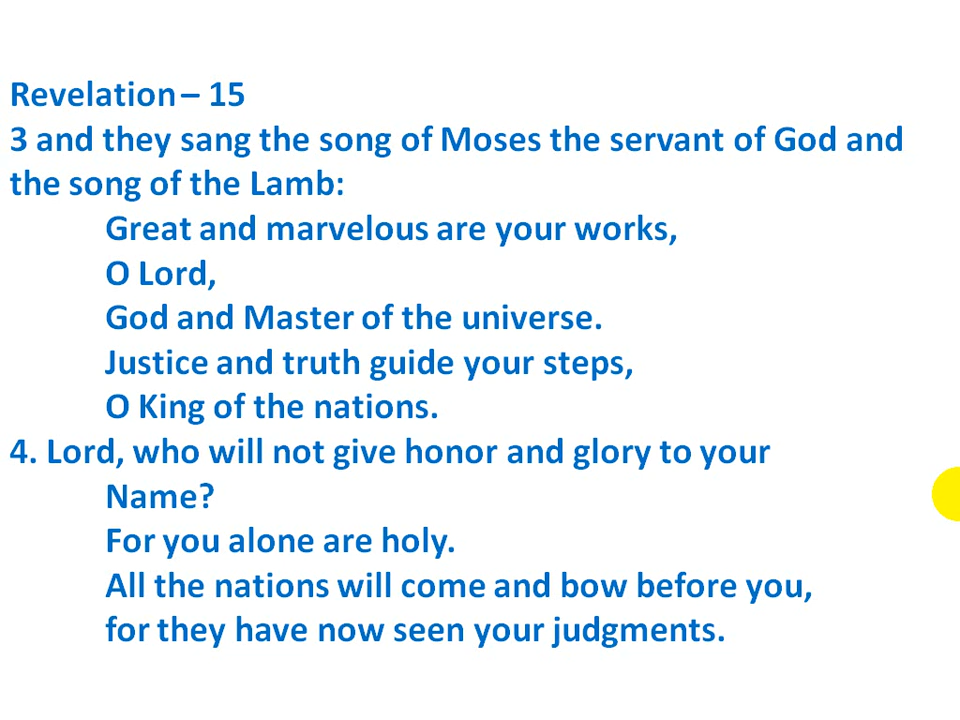 Revelation – 15
3 and they sang the song of Moses the servant of God and
the song of the Lamb:
Great and marvelous are your works,
O Lord,
God and Master of the universe.
Justice and truth guide your steps,
O King of the nations.
4. Lord, who will not give honor and glory to your
Name?
For you alone are holy.
All the nations will come and bow before you,
for they have now seen your judgments.